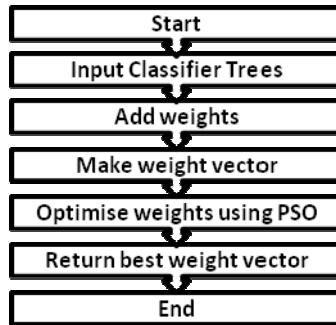 Start
Input Classifier Trees
Add weights
Make weight vector
Optimise weights using PSO
Return best weight vector
End